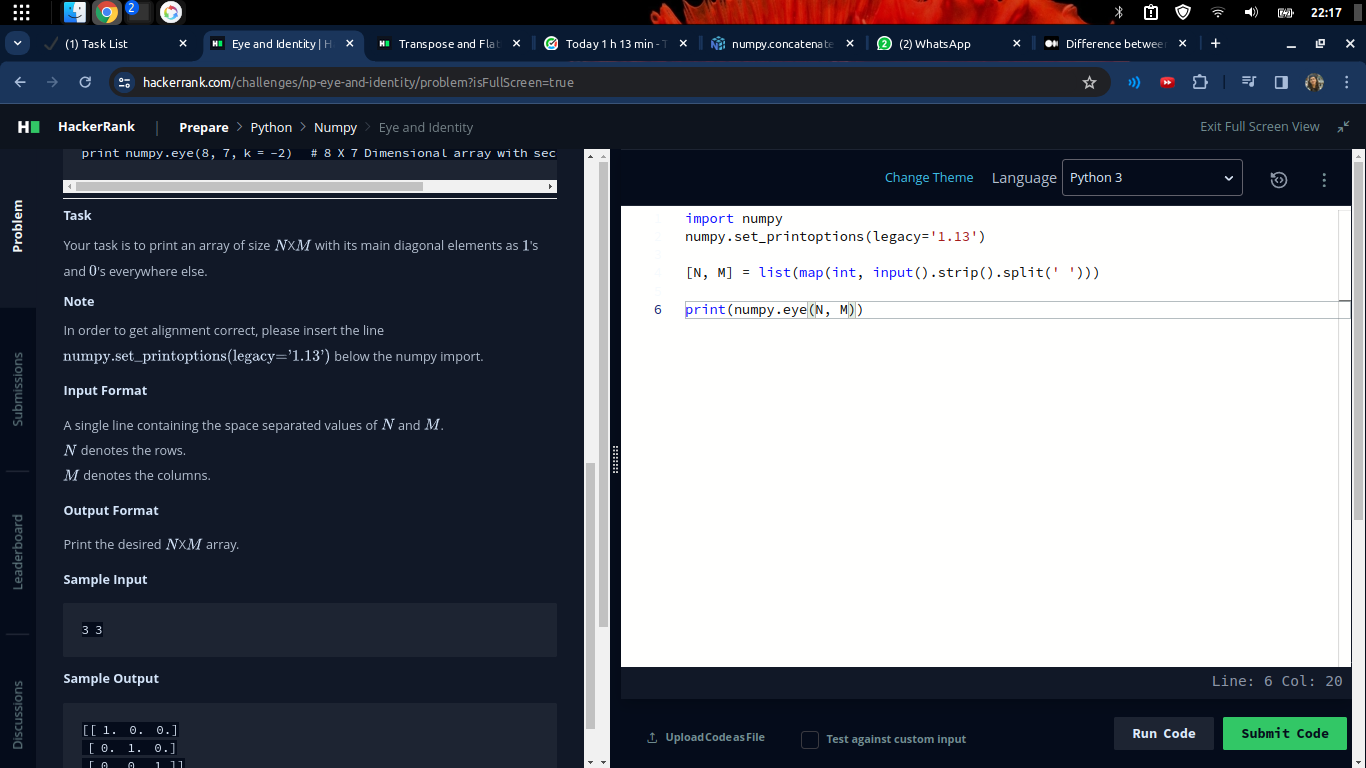 2
22:17
(1) Task List
Eye and Identity | H
Transpose and Flat
Today 1 h 13 min - T
numpy.concatenate
(2) WhatsApp
Difference betwee
hackerrank.com/challenges/np-eye-and-identity/problem?isFullScreen=true
HackerRank | Prepare > Python > Numpy > Eye and Identity
Exit Full Screen View
Problem
Submissions
Leaderboard
Discussions
print numpy.eye(8, 7, k = -2) # 8 X 7 Dimensional array with sec
Task
Your task is to print an array of size NXM with its main diagonal elements as 1's
and 0's everywhere else.
Note
In order to get alignment correct, please insert the line
numpy.set_printoptions(legacy='1.13') below the numpy import.
Input Format
A single line containing the space separated values of N and M.
N denotes the rows.
M denotes the columns.
Output Format
Print the desired NXM array.
Sample Input
3 3
Sample Output
[[ 1. 0. 0.]
[ 0. 1. 0.]
[ 0. 0. 1.]]
Change Theme
Language
Python 3
import numpy
numpy.set_printoptions(legacy='1.13')
[N, M] = list(map(int, input().strip().split(' ')))
6 print(numpy.eye(N, M))
Line: 6 Col: 20
Upload Code as File
Test against custom input
Run Code
Submit Code